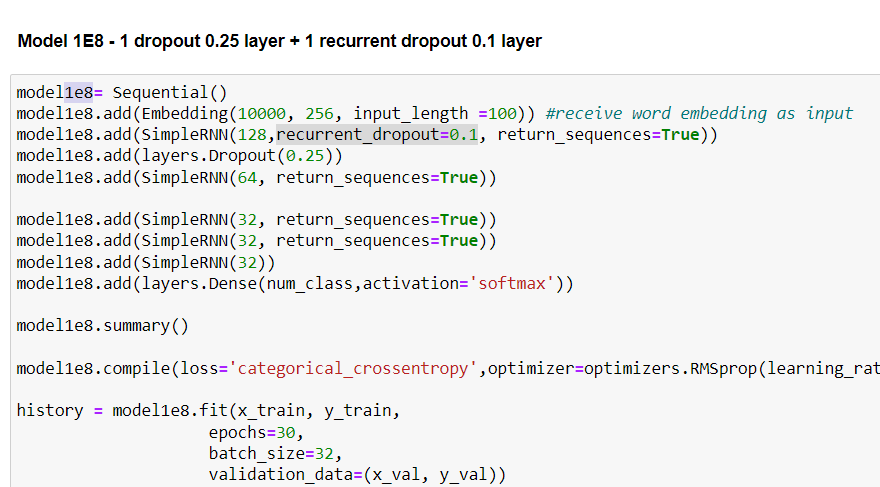 Model 1E8 - 1 dropout 0.25 layer + 1 recurrent dropout 0.1 layer
model1e8= Sequential()
model1e8.add(Embedding(10000, 256, input_length =100)) #receive word embedding as input
model1e8.add(SimpleRNN(128,recurrent_dropout=0.1, return_sequences=True))
model1e8.add(layers.Dropout(0.25))
model1e8.add(SimpleRNN(64, return_sequences=True))
model1e8.add(SimpleRNN(32, return_sequences=True))
model1e8.add(SimpleRNN(32, return_sequences=True))
model1e8.add(SimpleRNN(32))
model1e8.add(layers.Dense(num_class,activation='softmax'))
model1e8.summary()
model1e8.compile(loss='categorical_crossentropy',optimizer=optimizers.RMSprop(learning_rat
history = model1e8.fit(x_train, y_train,
epochs=30,
batch_size=32,
validation_data=(x_val, y_val))